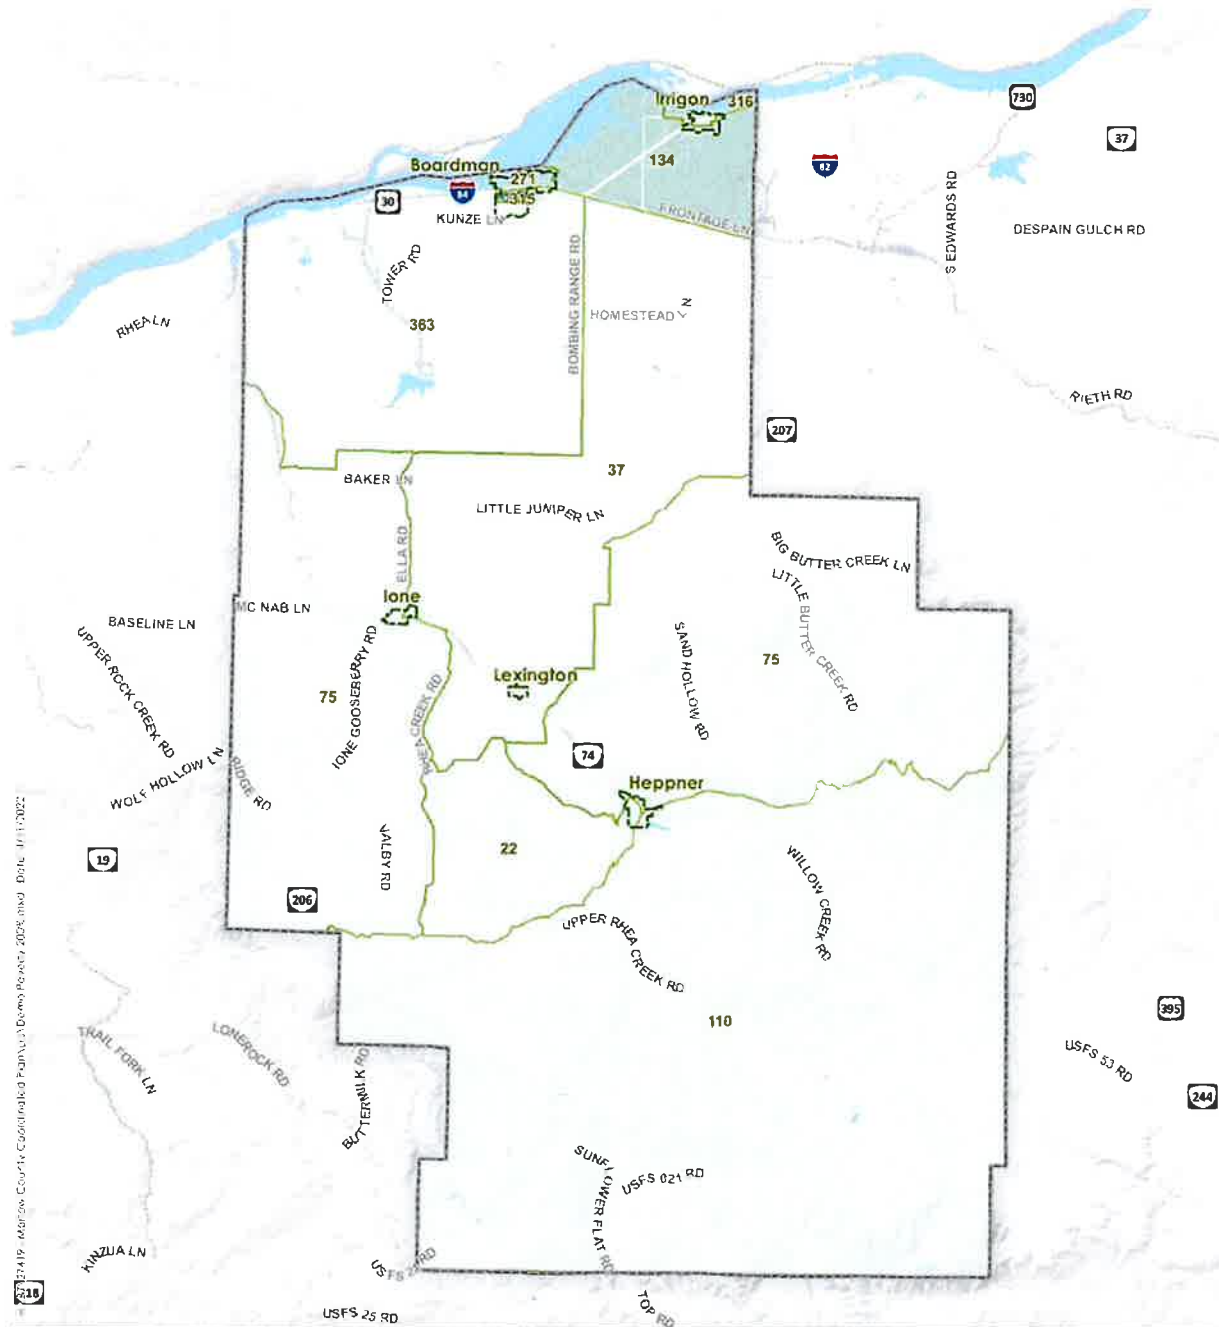 Irrigon
316
730
37
134
82
Boardman
271
84
315
30
KUNZE LN
FRONTAGE LN
S EDWARDS RD
DESPAIN GULCH RD
TOWER RD
BOMBING RANGE RD
HOMESTEAD LN
RHEA LN
363
RIETH RD
207
37
BAKER LN
LITTLE JUNIPER LN
ELLA RD
BIG BUTTER CREEK LN
LITTLE BUTTER CREEK RD
Ione
MC NAB LN
BASELINE LN
UPPER ROCK CREEK RD
SAND HOLLOW RD
75
Lexington
75
IONE GOOSEBERRY RD
RHEA CREEK RD
WOLF HOLLOW LN
RIDGE RD
74
Heppner
VALBY RD
22
WILLOW CREEK RD
19
206
UPPER RHEA CREEK RD
110
395
TRAIL FORK LN
LONEROCK RD
BUTTERMILK RD
USFS 53 RD
244
SUNFLOWER FLAT RD
USFS 021 RD
KINZUA LN
USFS 25 RD
TOP RD